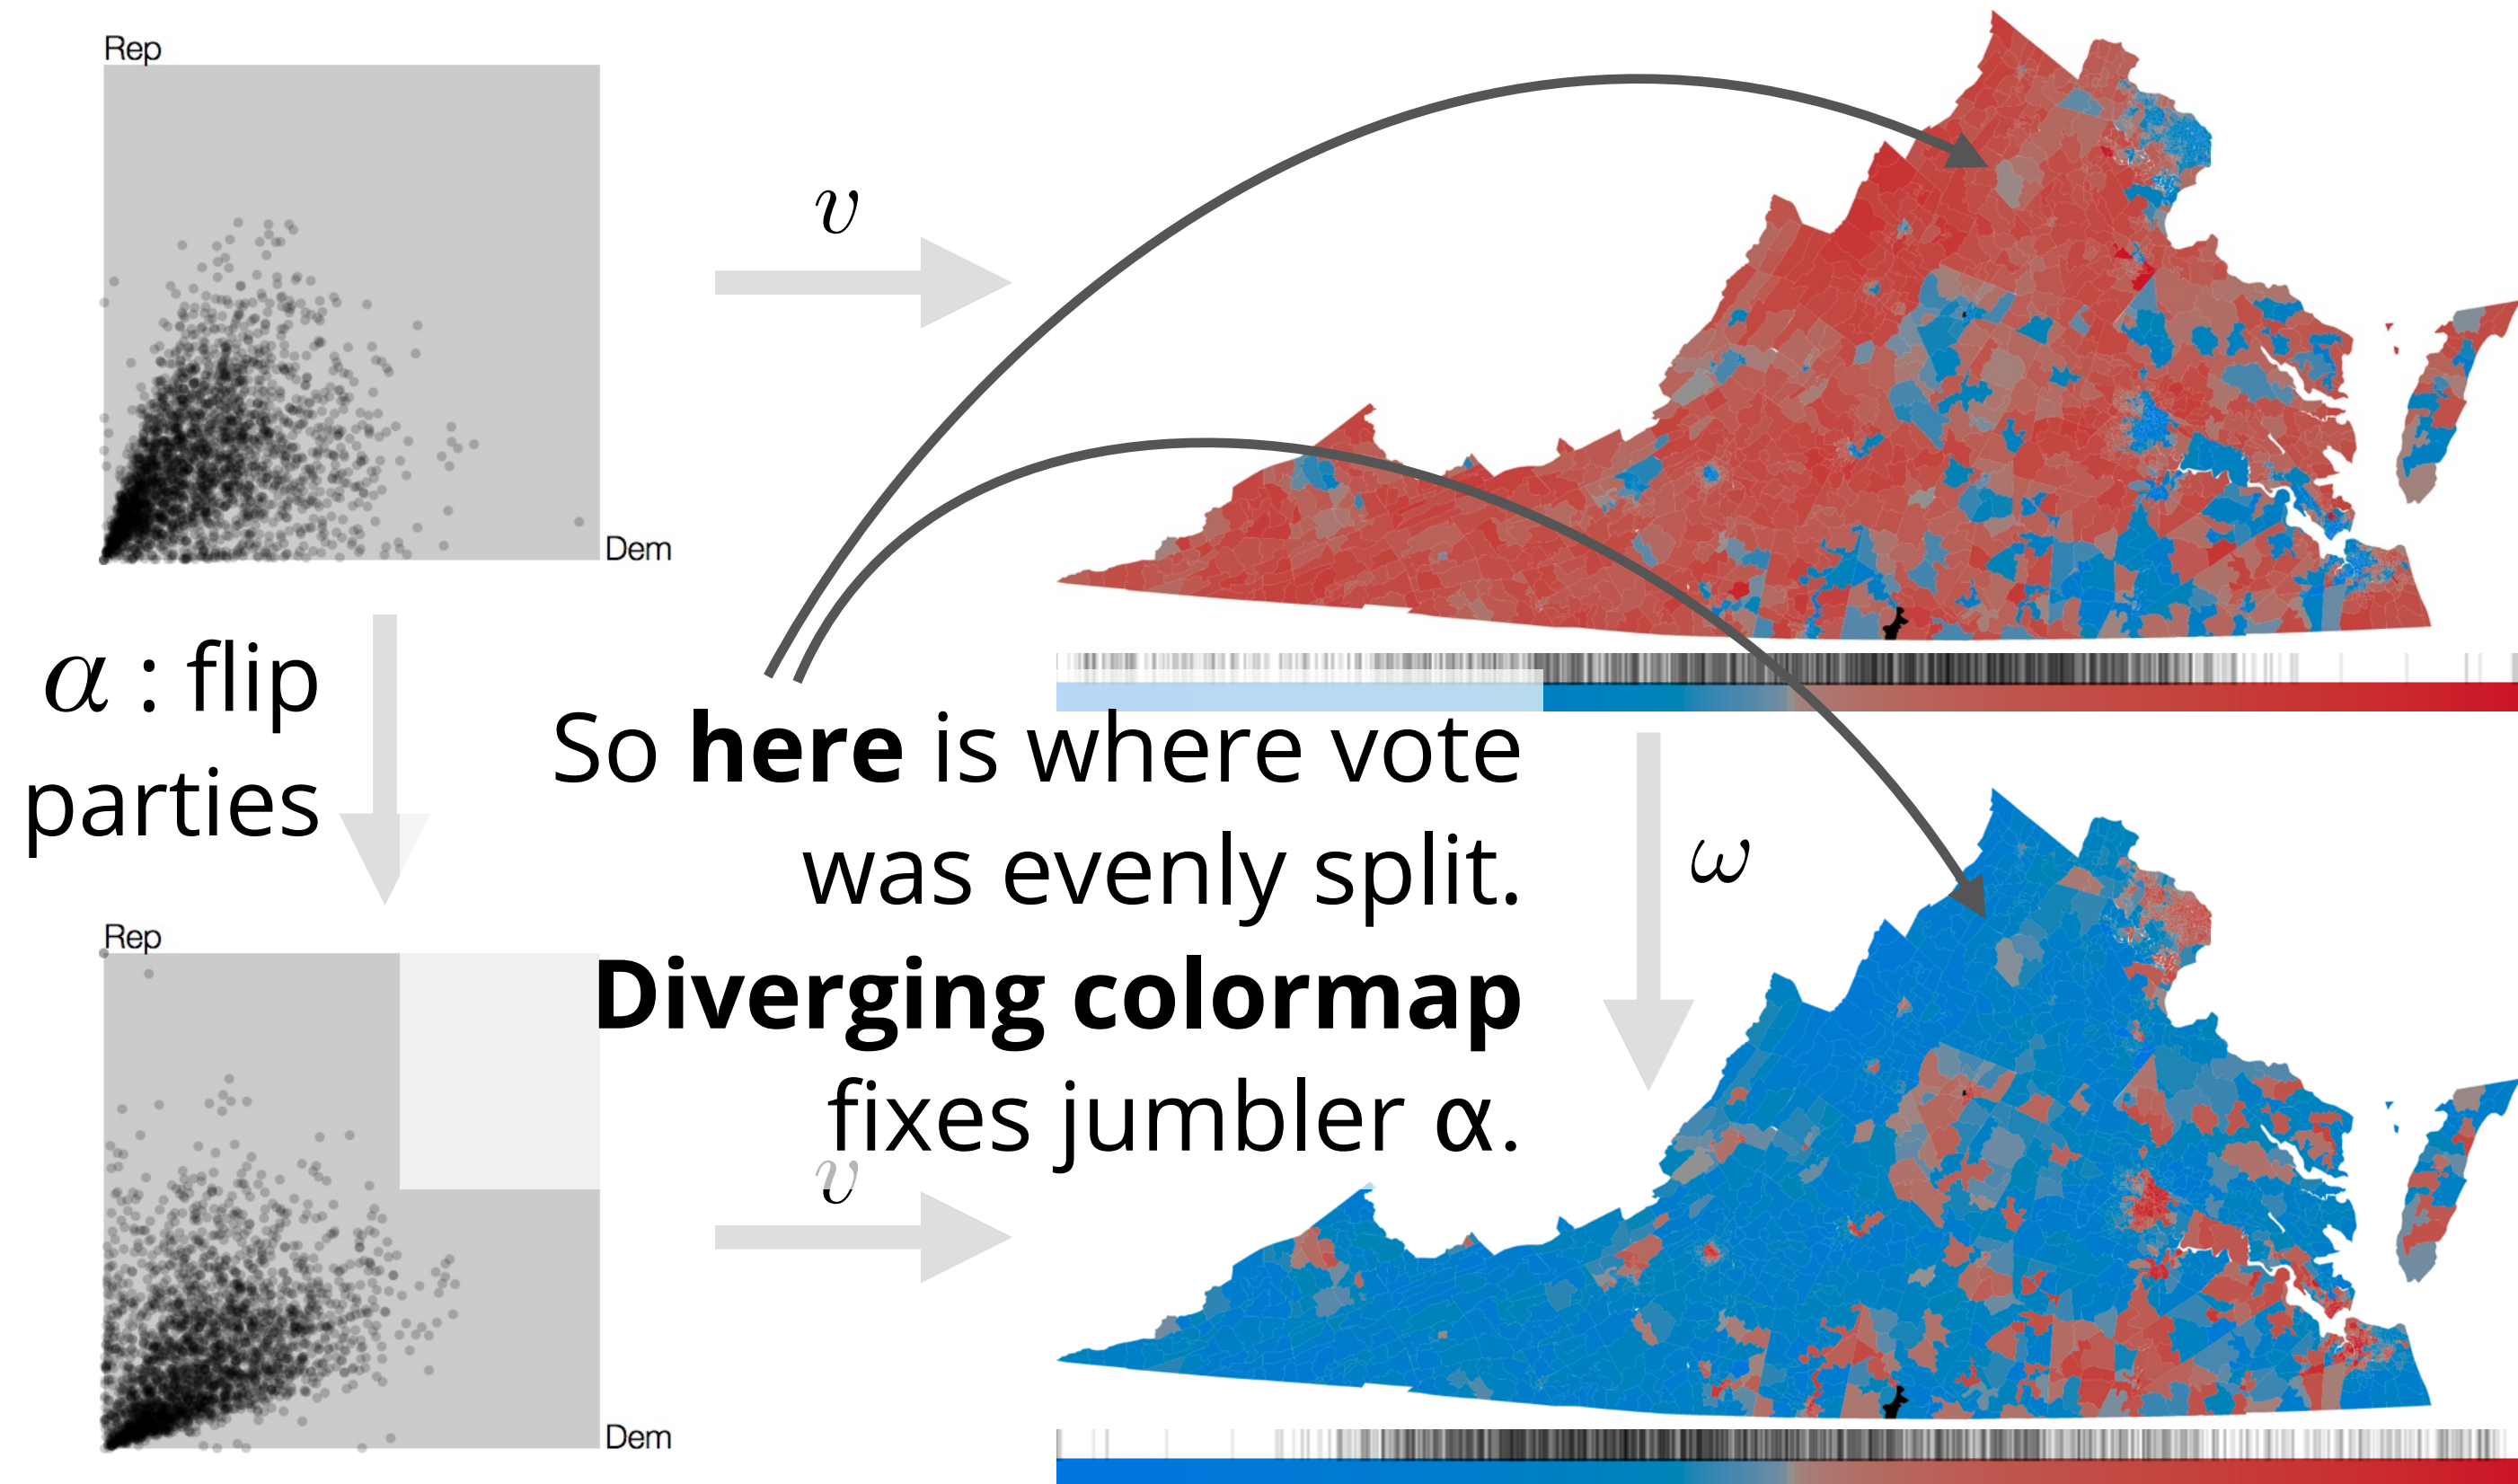 Rep
Dem
v
α : flip
parties
So here is where vote
was evenly split.
Diverging colormap
fixes jumbler α.
ω
Rep
Dem
v